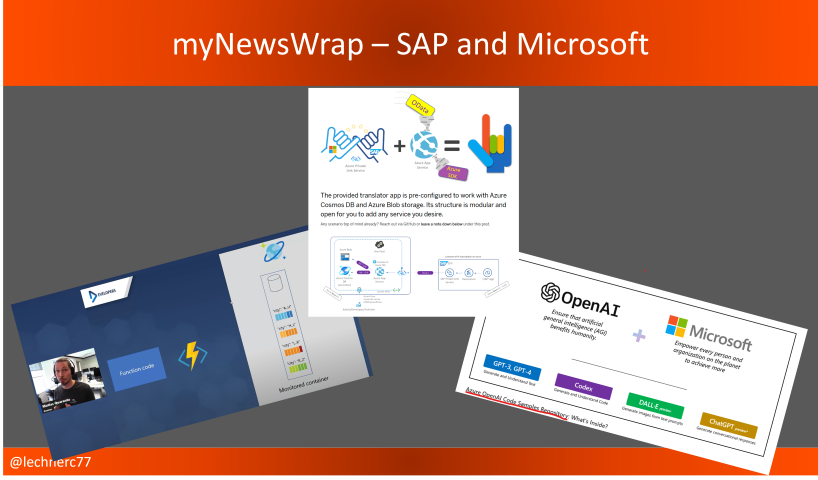 myNewsWrap – SAP and Microsoft
OData
SAP
Azure Private
Link Service
Azure App
Service
Azure
SDK
The provided translator app is pre-configured to work with Azure
Cosmos DB and Azure Blob storage. Its structure is modular and
open for you to add any service you desire.
Any scenario top of mind already? Reach out via GitHub or leave a note down below under this post.
DEVELOPERS
Function code
Monitored container
OpenAI
Ensure that artificial
general intelligence (AGI)
benefits humanity.
Microsoft
Empower every person and
organization on the planet
to achieve more
GPT-3, GPT-4
Generate and Understand Text
Codex
Generate and Understand Code
DALL-E preview
Generate images from text prompts
ChatGPT preview
Generate conversational responses
Azure OpenAI Code Samples Repository: What's Inside?
@lechnerc77